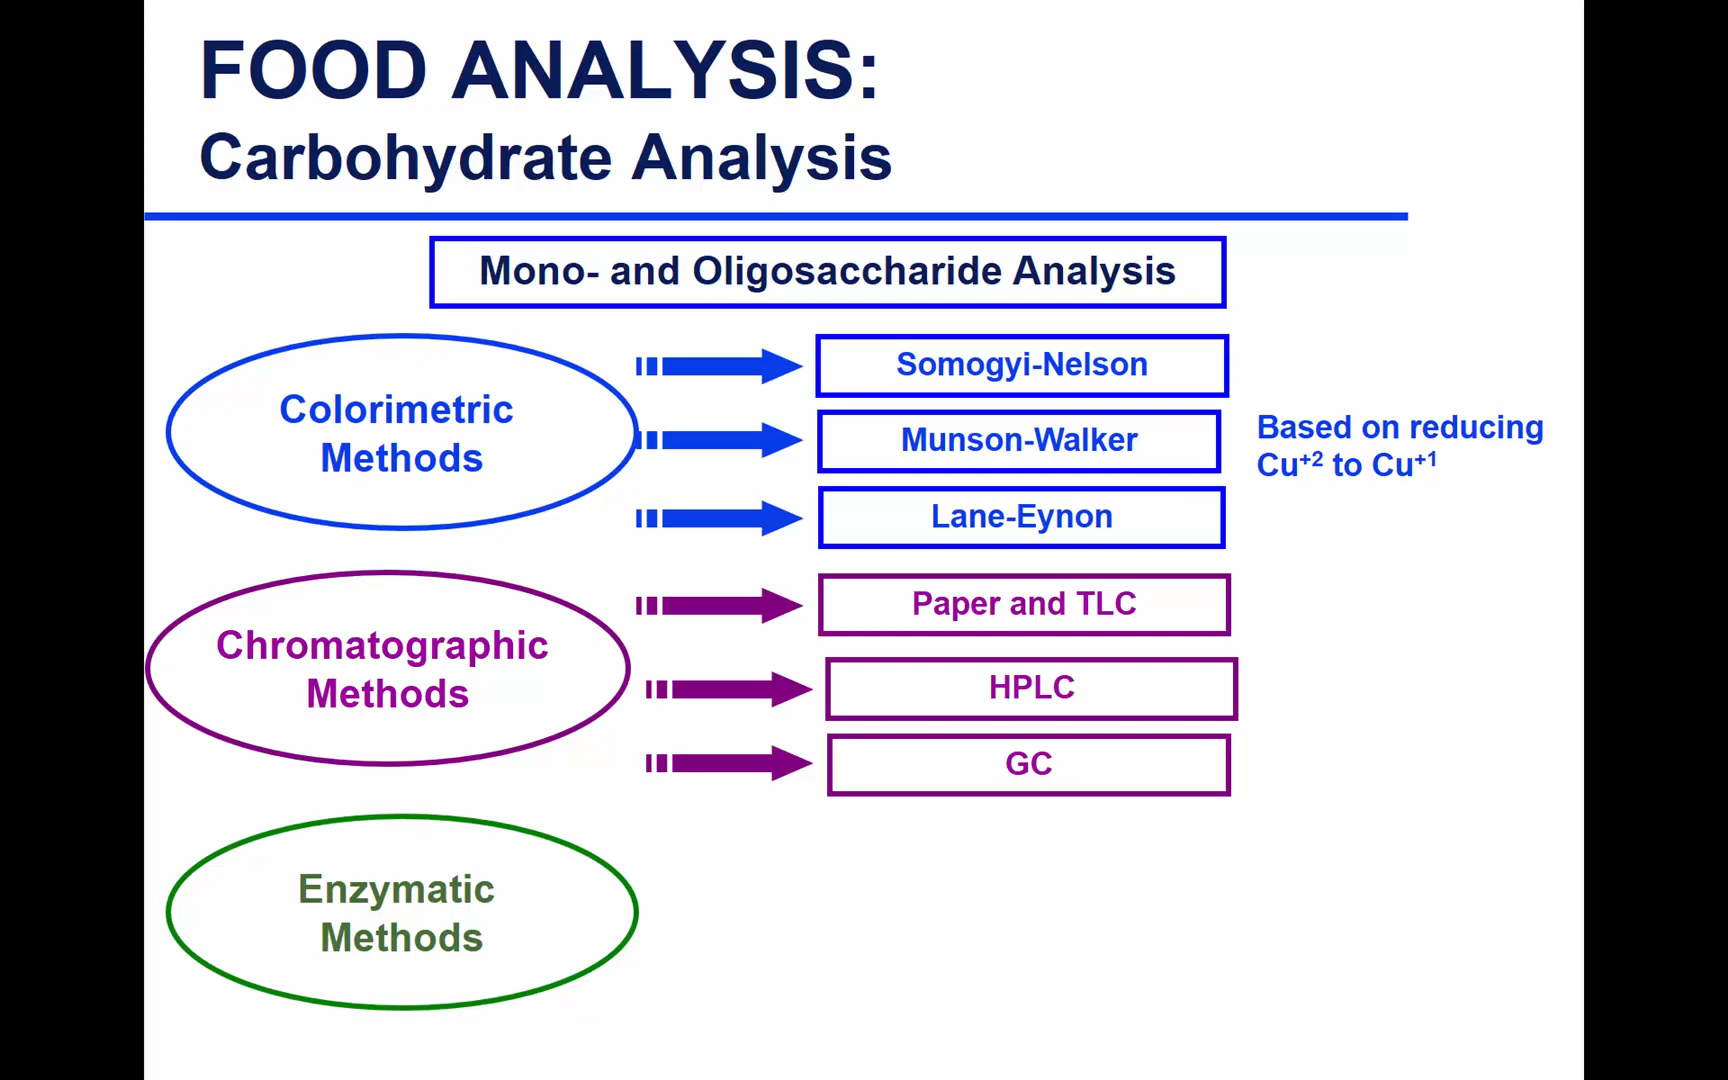 FOOD ANALYSIS:
Carbohydrate Analysis
Mono- and Oligosaccharide Analysis
Colorimetric
Methods
Somogyi-Nelson
Munson-Walker
Lane-Eynon
Based on reducing
Cu⁺² to Cu⁺¹
Chromatographic
Methods
Paper and TLC
HPLC
GC
Enzymatic
Methods